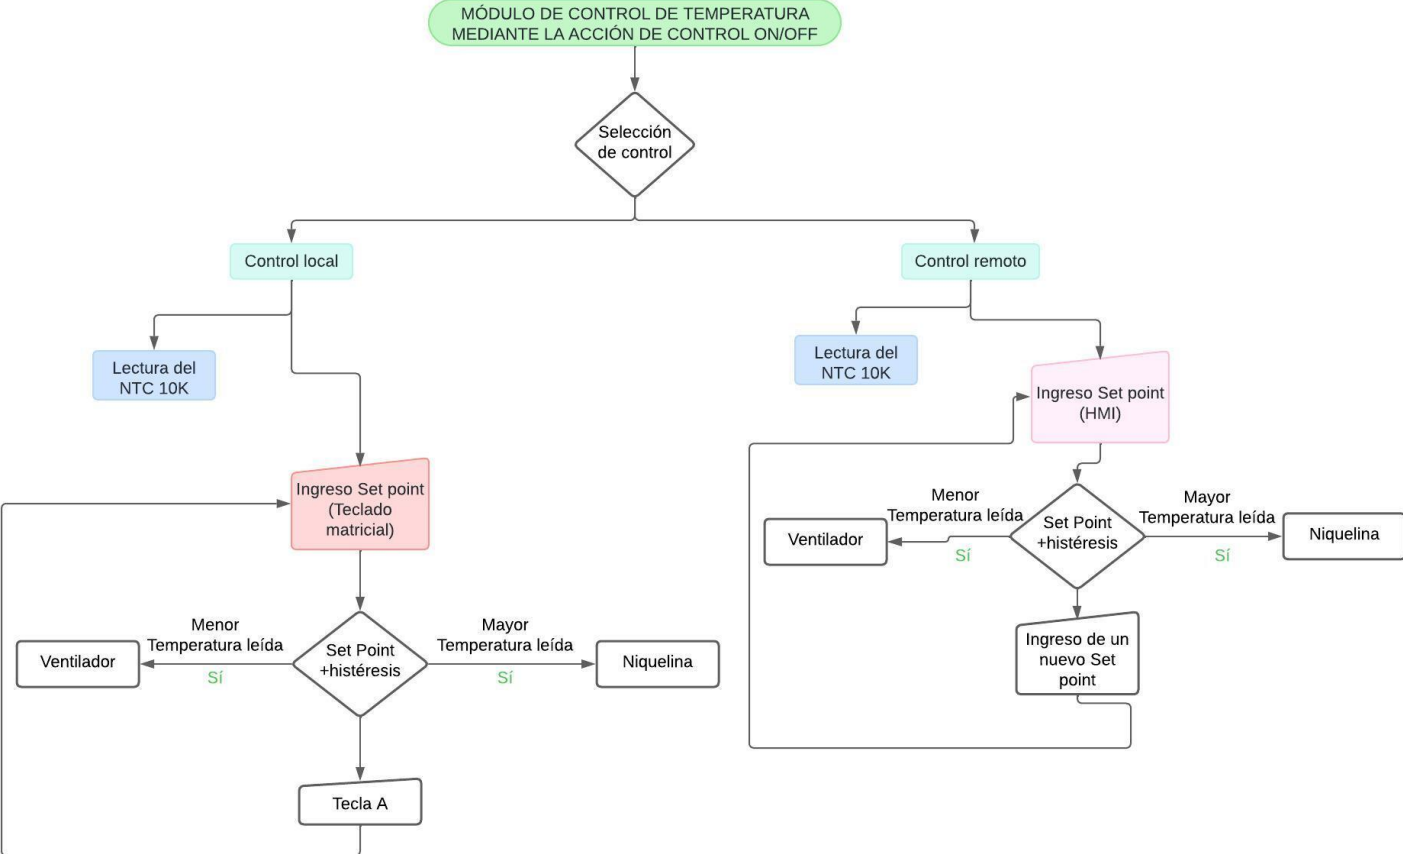 MÓDULO DE CONTROL DE TEMPERATURA
MEDIANTE LA ACCIÓN DE CONTROL ON/OFF
Selección
de control
Control local
Lectura del
NTC 10K
Ingreso Set point
(Teclado
matricial)
Menor
Temperatura leída
Sí
Ventilador
Set Point
+histéresis
Mayor
Temperatura leída
Sí
Niquelina
Tecla A
Control remoto
Lectura del
NTC 10K
Ingreso Set point
(HMI)
Menor
Temperatura leída
Sí
Ventilador
Set Point
+histéresis
Mayor
Temperatura leída
Sí
Niquelina
Ingreso de un
nuevo Set
point